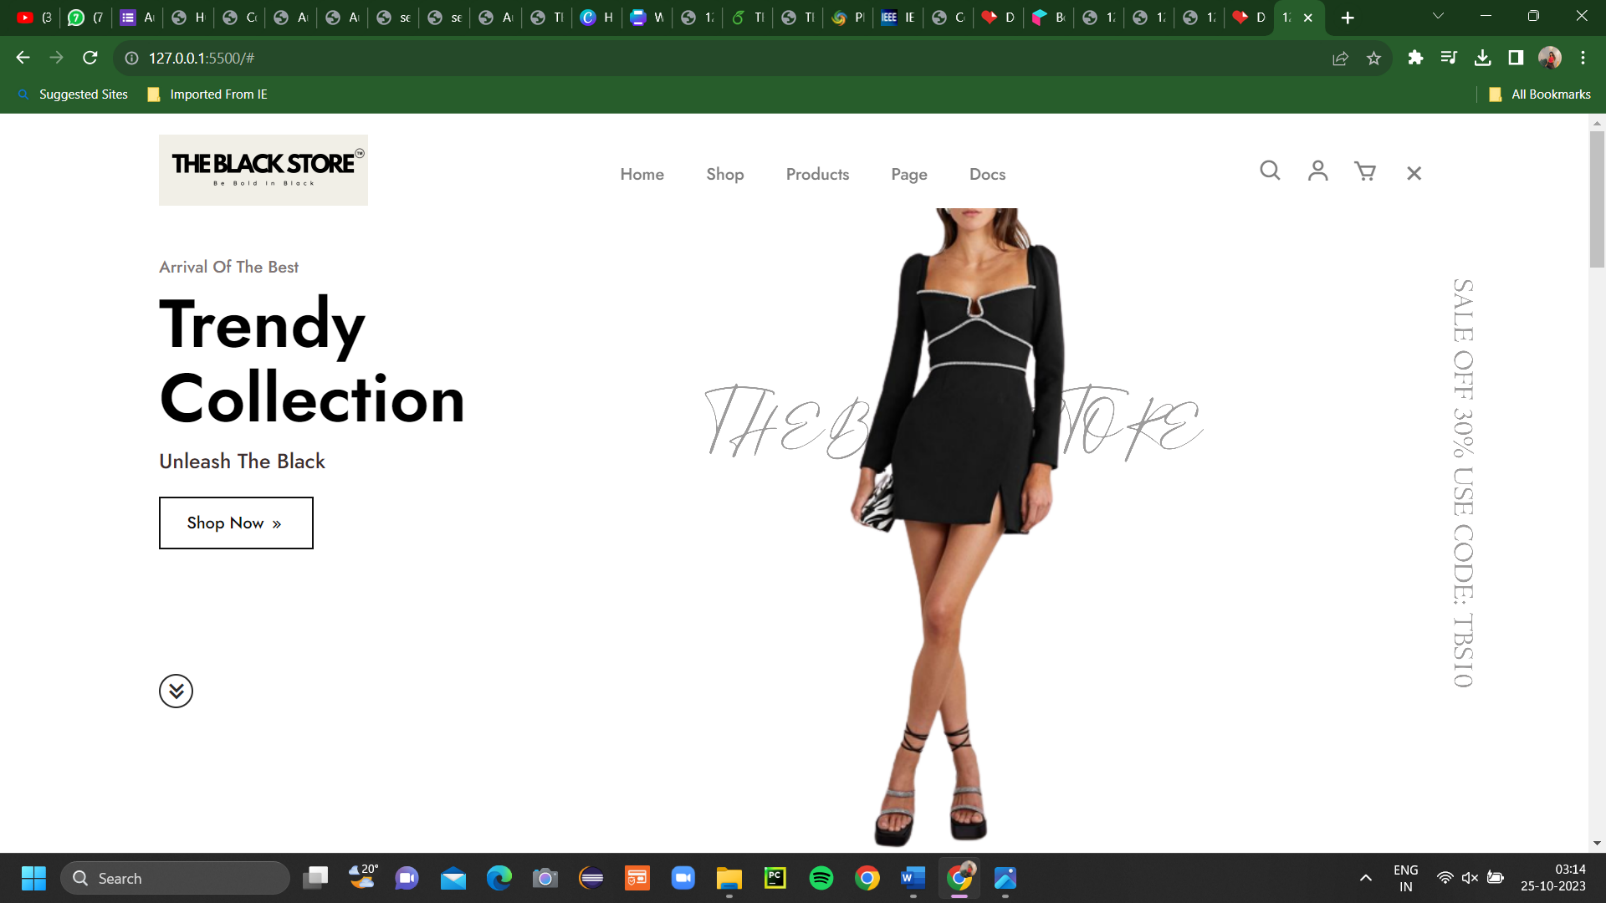 (3
(7
127.0.0.1:5500/#
Suggested Sites
Imported From IE
All Bookmarks
THE BLACK STORE
Be Bold in Black
Home
Shop
Products
Page
Docs
Arrival Of The Best
Trendy
Collection
Unleash The Black
Shop Now »
SALE OFF 30% USE CODE: TBS10
Search
20°
ENG
IN
03:14
25-10-2023